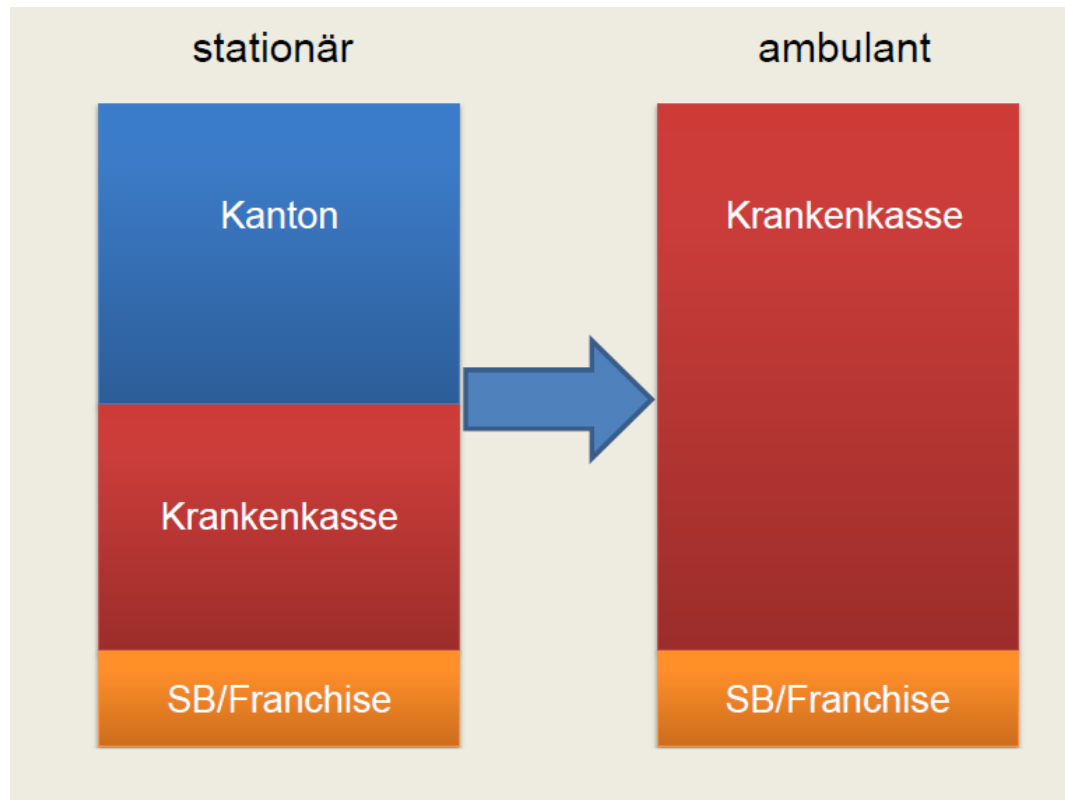 stationär
ambulant
Kanton
Krankenkasse
Krankenkasse
SB/Franchise
SB/Franchise